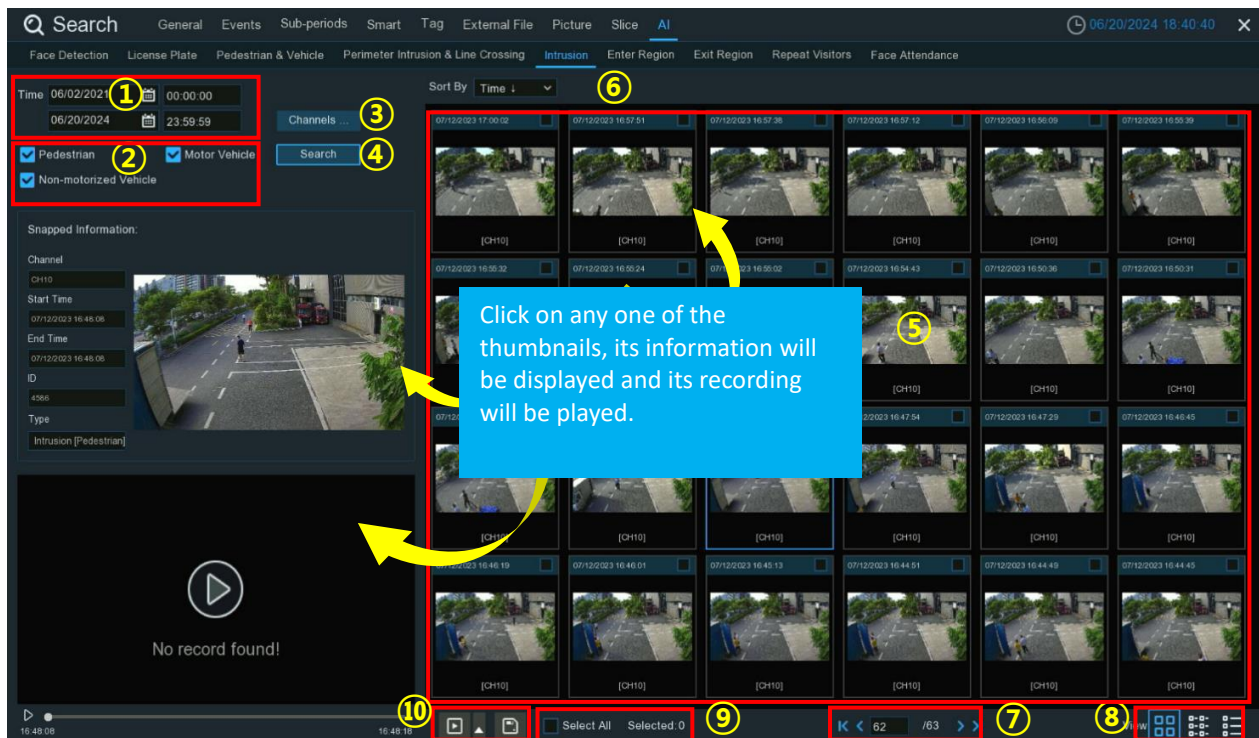 Search General Events Sub-periods Smart Tag External File Picture Slice AI 06/20/2024 18:40:40
Face Detection License Plate Pedestrian & Vehicle Perimeter Intrusion & Line Crossing Intrusion Enter Region Exit Region Repeat Visitors Face Attendance
Time 06/02/2021 ① 00:00:00
06/20/2024 23:59:59
Channels ... ③
Pedestrian ② Motor Vehicle
Search ④
Non-motorized Vehicle
Snapped Information:
Channel
CH10
Start Time
07/12/2023 16:48:08
End Time
07/12/2023 16:48:08
ID
4586
Type
Intrusion [Pedestrian]
No record found!
16:48:08 16:48:18
Sort By Time ↓ ⑥
07/12/2023 17:00:02 07/12/2023 16:57:51 07/12/2023 16:57:38 07/12/2023 16:57:12 07/12/2023 16:56:09 07/12/2023 16:55:39
[CH10] [CH10] [CH10] [CH10] [CH10] [CH10]
07/12/2023 16:55:32 07/12/2023 16:55:24 07/12/2023 16:55:02 07/12/2023 16:54:43 07/12/2023 16:50:36 07/12/2023 16:50:31
⑤
[CH10] [CH10] [CH10]
Click on any one of the
thumbnails, its information will
be displayed and its recording
will be played.
16:47:54 07/12/2023 16:47:29 07/12/2023 16:46:45
[CH10] [CH10] [CH10] [CH10] [CH10] [CH10]
07/12/2023 16:46:19 07/12/2023 16:46:01 07/12/2023 16:45:13 07/12/2023 16:44:51 07/12/2023 16:44:49 07/12/2023 16:44:45
[CH10] [CH10] [CH10] [CH10] [CH10] [CH10]
⑩ Select All Selected:0 ⑨ 62 /63 ⑦ ⑧ View